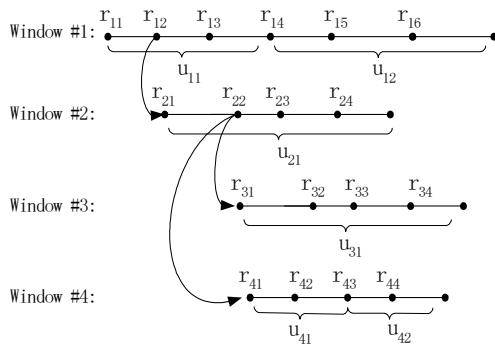 Window #1: r11 r12 r13 r14 r15 r16
u11 u12
Window #2: r21 r22 r23 r24
u21
Window #3: r31 r32 r33 r34
u31
Window #4: r41 r42 r43 r44
u41 u42